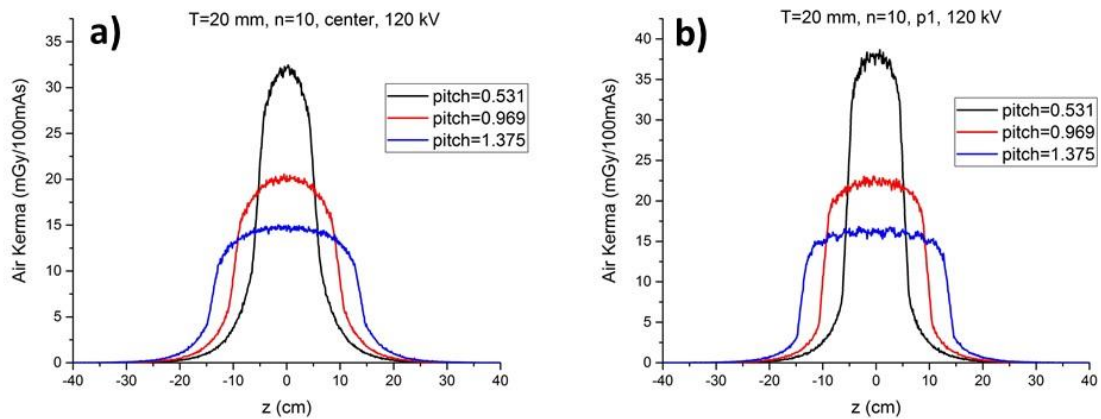 a)
T=20 mm, n=10, center, 120 kV
pitch=0.531
pitch=0.969
pitch=1.375
Air Kerma (mGy/100mAs)
35
30
25
20
15
10
5
0
-40
-30
-20
-10
0
10
20
30
40
z (cm)
b)
T=20 mm, n=10, p1, 120 kV
pitch=0.531
pitch=0.969
pitch=1.375
Air Kerma (mGy/100mAs)
40
35
30
25
20
15
10
5
0
-40
-30
-20
-10
0
10
20
30
40
z (cm)